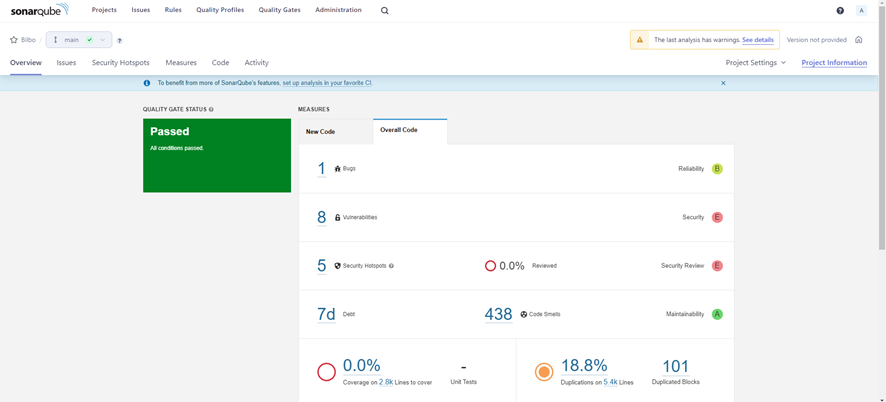 sonarqube Projects Issues Rules Quality Profiles Quality Gates Administration ? A
Bilbo / main The last analysis has warnings. See details Version not provided
Overview Issues Security Hotspots Measures Code Activity Project Settings Project Information
To benefit from more of SonarQube's features, set up analysis in your favorite CI.
QUALITY GATE STATUS MEASURES
Passed
All conditions passed.
New Code Overall Code
1 Bugs Reliability B
8 Vulnerabilities Security E
5 Security Hotspots 0.0% Reviewed Security Review E
7d Debt 438 Code Smells Maintainability A
0.0% - 18.8% 101
Coverage on 2.8k Lines to cover Unit Tests Duplications on 5.4k Lines Duplicated Blocks